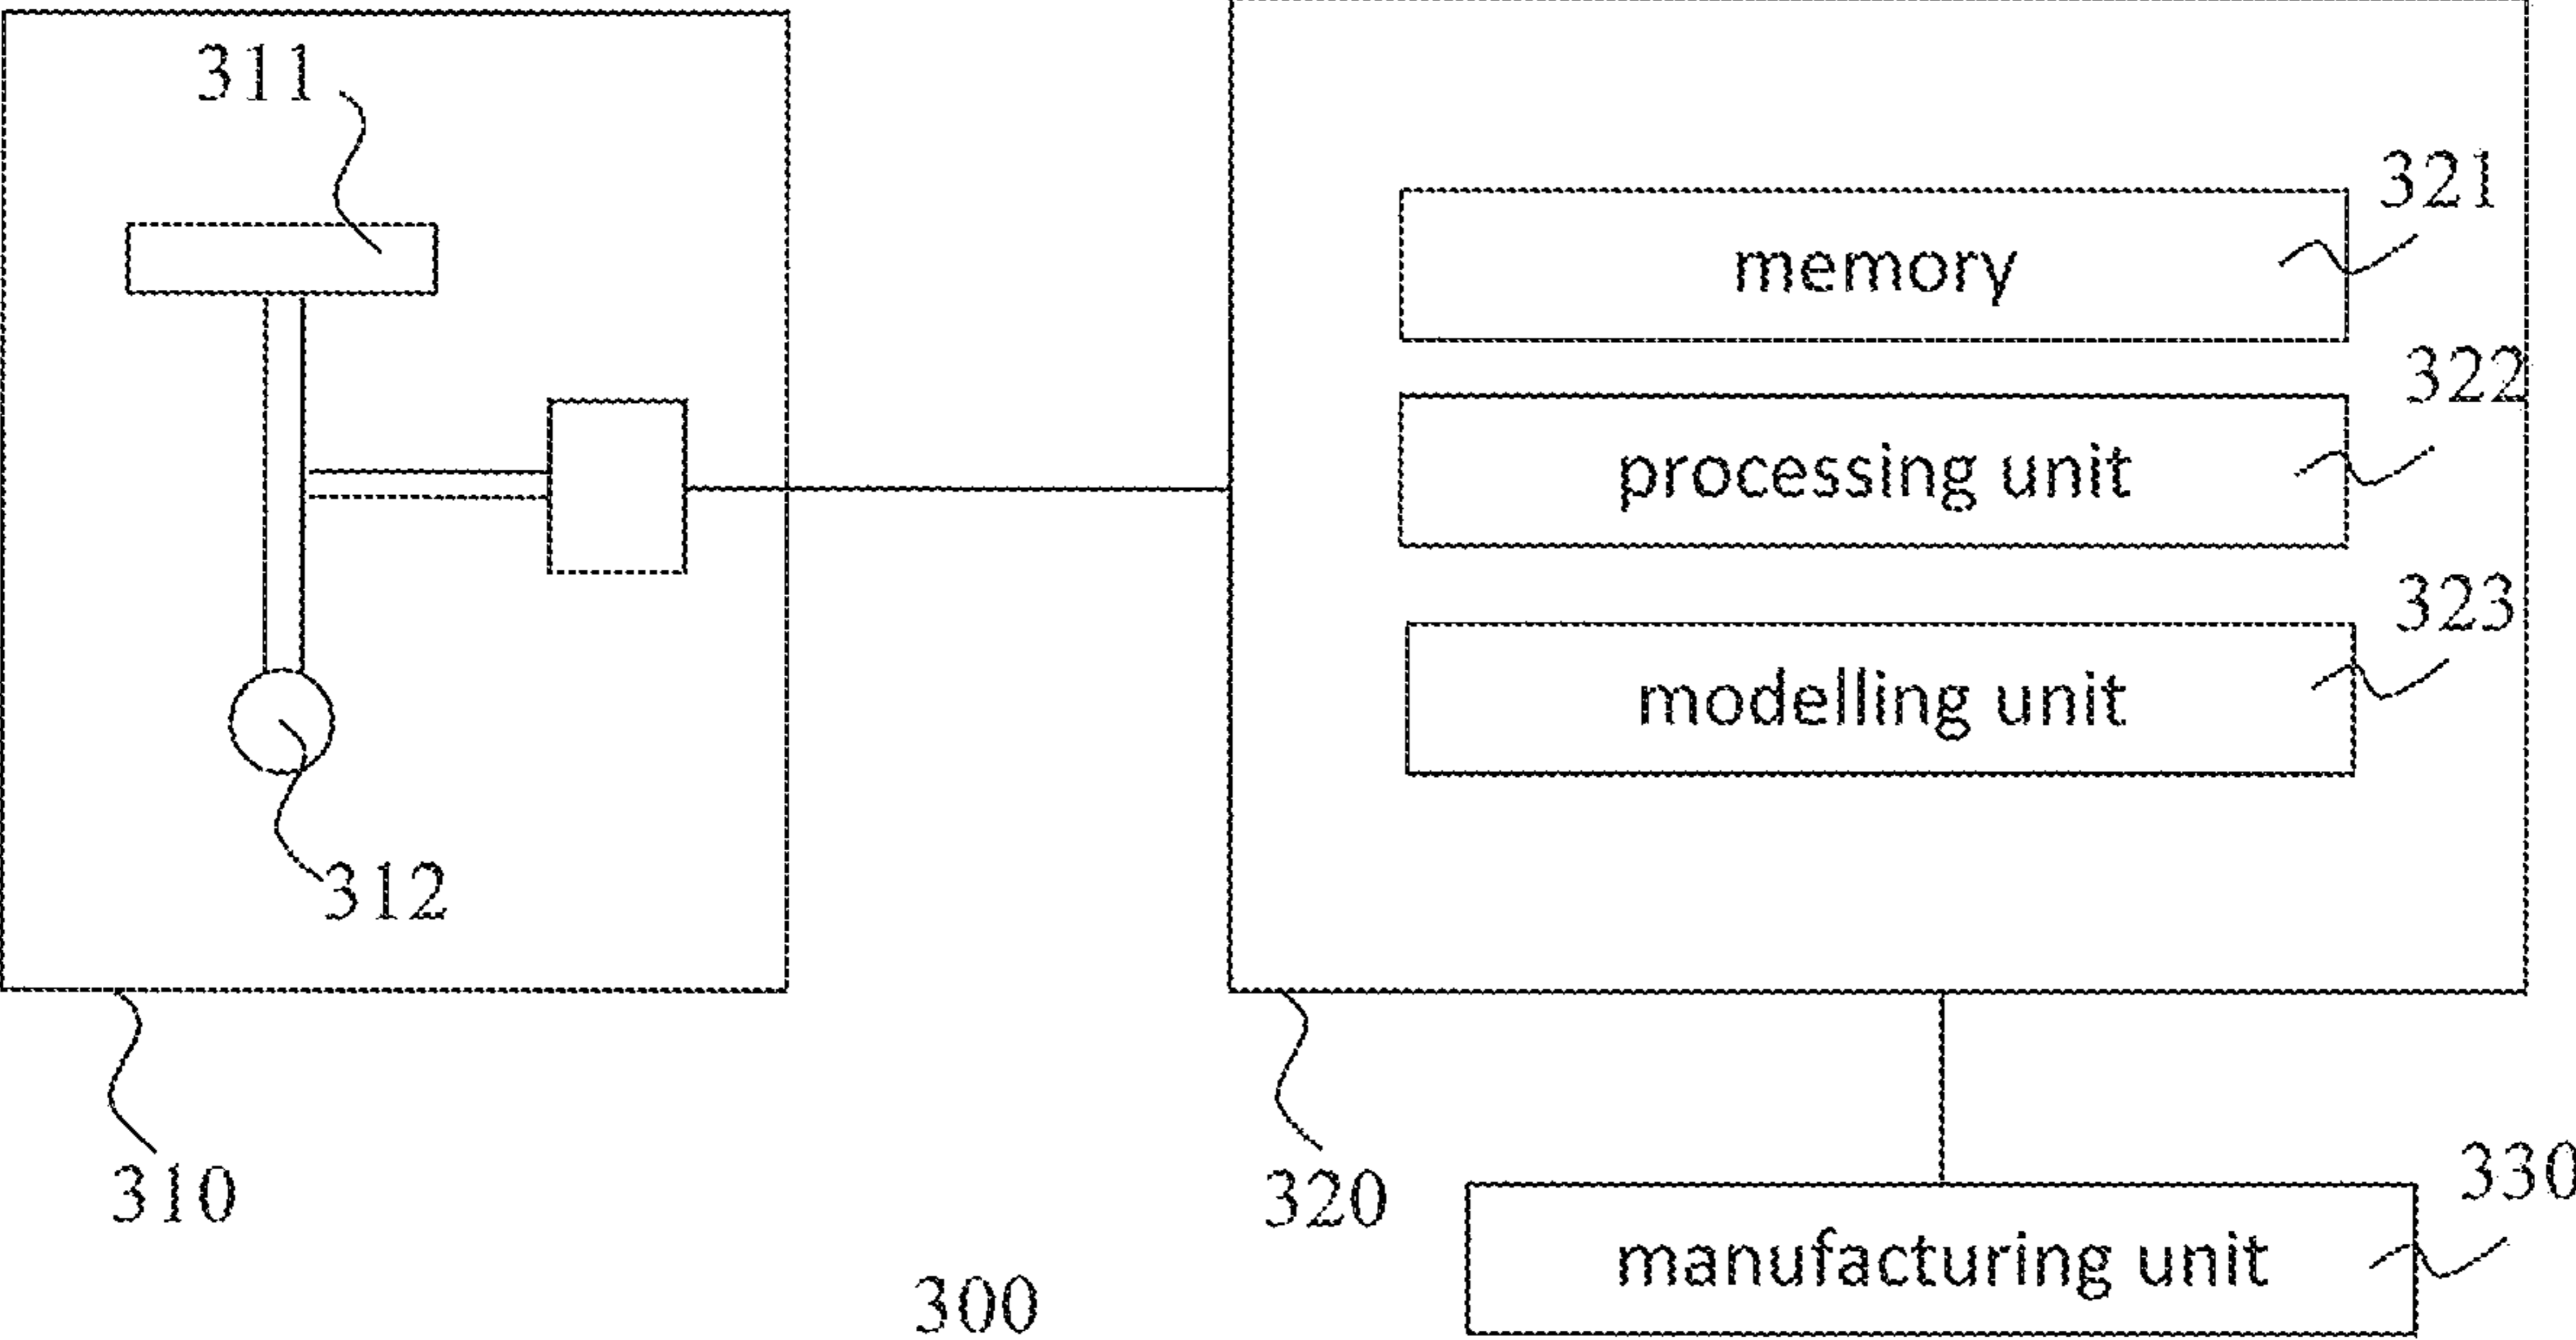 311
321
memory
322
processing unit
323
modelling unit
312
310
320
330
manufacturing unit
300